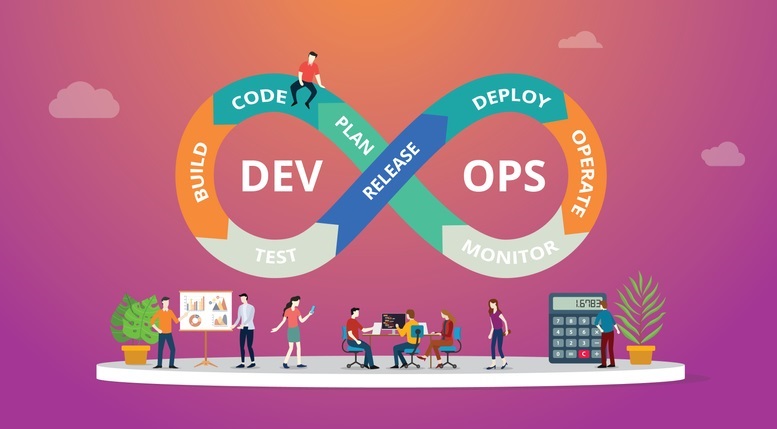 CODE
DEPLOY
PLAN
BUILD
DEV
RELEASE
OPS
OPERATE
TEST
MONITOR